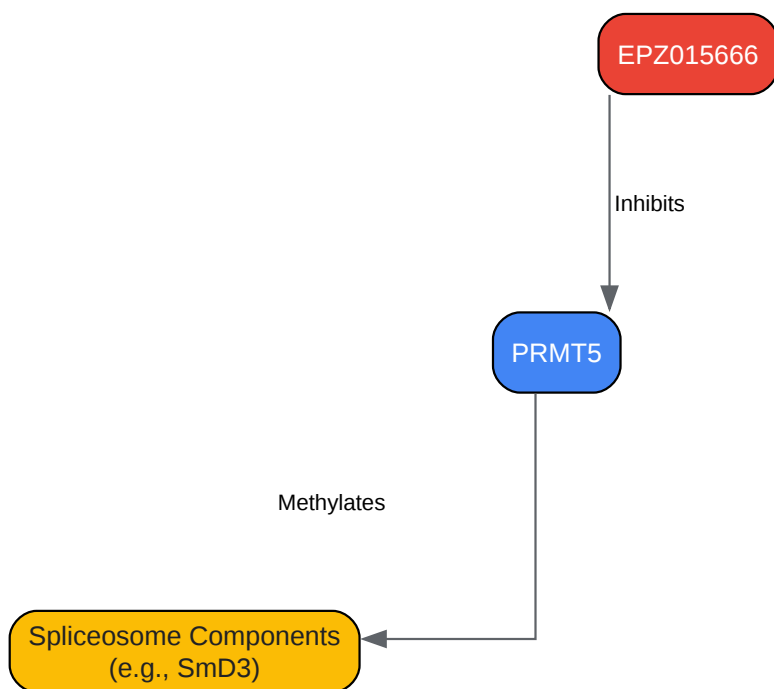 EPZ015666
Inhibits
PRMT5
Methylates
Spliceosome Components
(e.g., SmD3)